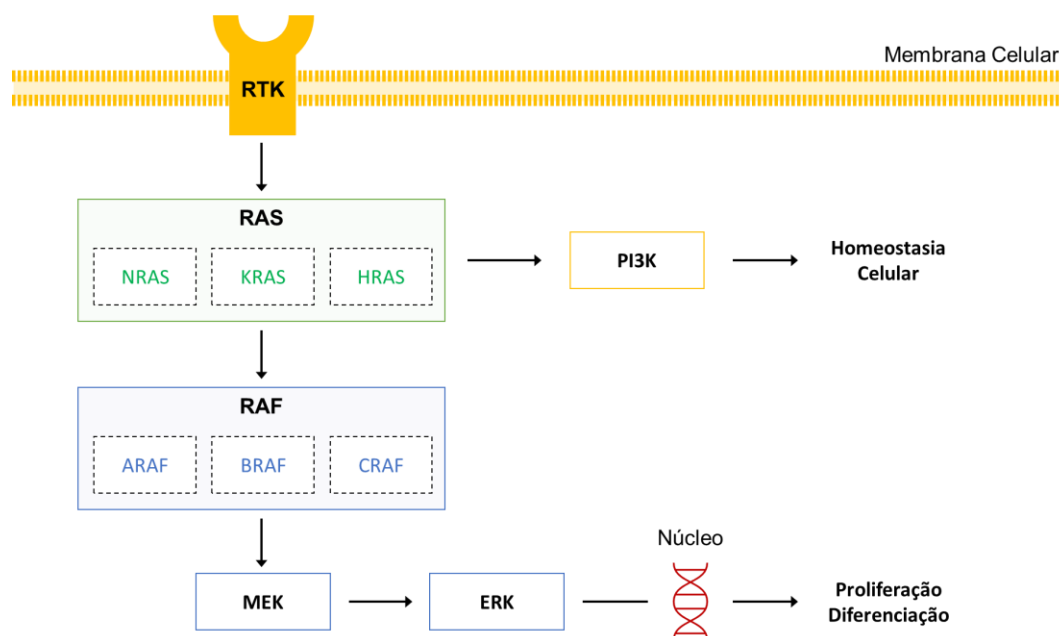 Membrana Celular
RTK
RAS
NRAS
KRAS
HRAS
PI3K
Homeostasia
Celular
RAF
ARAF
BRAF
CRAF
MEK
ERK
Núcleo
Proliferação
Diferenciação